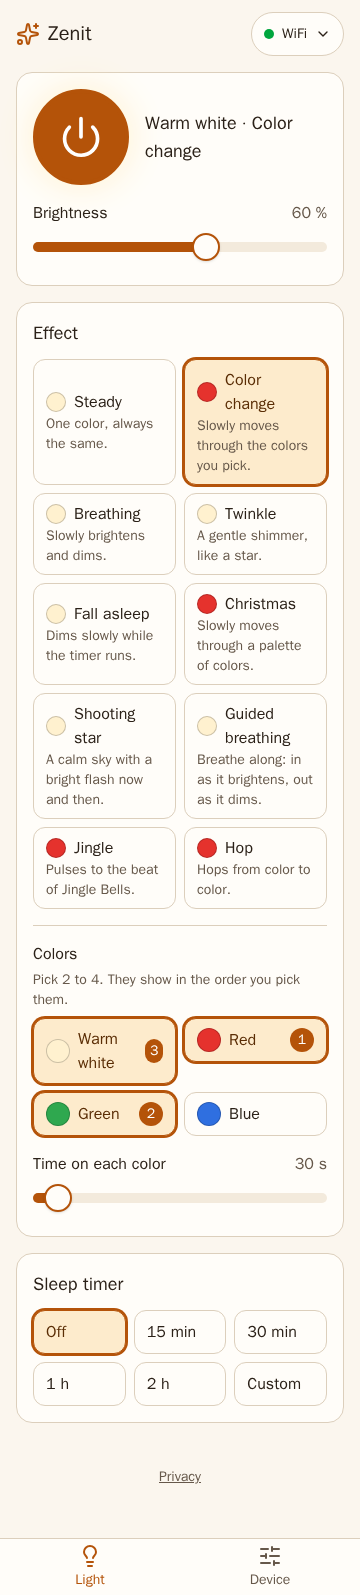 Zenit
WiFi
Warm white · Color
change
Brightness
60 %
Effect
Steady
One color, always
the same.
Color
change
Slowly moves
through the colors
you pick.
Breathing
Slowly brightens
and dims.
Twinkle
A gentle shimmer,
like a star.
Fall asleep
Dims slowly while
the timer runs.
Christmas
Slowly moves
through a palette
of colors.
Shooting
star
A calm sky with a
bright flash now
and then.
Guided
breathing
Breathe along: in
as it brightens, out
as it dims.
Jingle
Pulses to the beat
of Jingle Bells.
Hop
Hops from color to
color.
Colors
Pick 2 to 4. They show in the order you pick
them.
Warm
white
3
Red
1
Green
2
Blue
Time on each color
30 s
Sleep timer
Off
15 min
30 min
1 h
2 h
Custom
Privacy
Light
Device